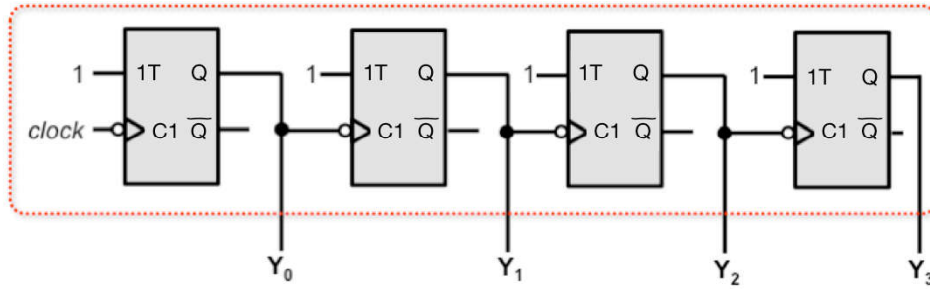 1 1T Q 1 1T Q 1 1T Q 1 1T Q
clock C1 Q̅ C1 Q̅ C1 Q̅ C1 Q̅
Y₀ Y₁ Y₂ Y₃